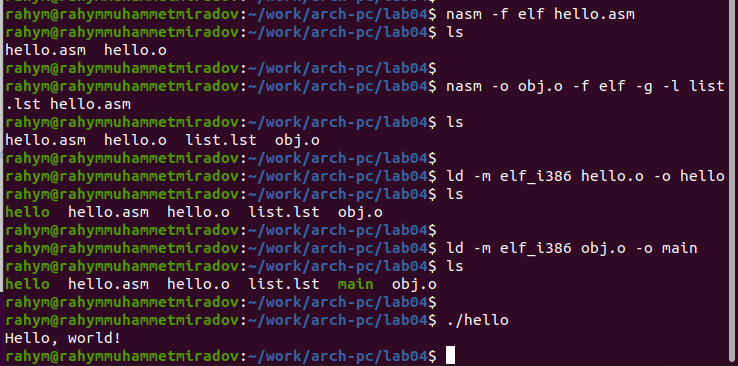 rahym@rahymmuhammetmiradov:~/work/arch-pc/lab04$
rahym@rahymmuhammetmiradov:~/work/arch-pc/lab04$ nasm -f elf hello.asm
rahym@rahymmuhammetmiradov:~/work/arch-pc/lab04$ ls
hello.asm  hello.o
rahym@rahymmuhammetmiradov:~/work/arch-pc/lab04$
rahym@rahymmuhammetmiradov:~/work/arch-pc/lab04$ nasm -o obj.o -f elf -g -l list
.lst hello.asm
rahym@rahymmuhammetmiradov:~/work/arch-pc/lab04$ ls
hello.asm  hello.o  list.lst  obj.o
rahym@rahymmuhammetmiradov:~/work/arch-pc/lab04$
rahym@rahymmuhammetmiradov:~/work/arch-pc/lab04$ ld -m elf_i386 hello.o -o hello
rahym@rahymmuhammetmiradov:~/work/arch-pc/lab04$ ls
hello  hello.asm  hello.o  list.lst  obj.o
rahym@rahymmuhammetmiradov:~/work/arch-pc/lab04$
rahym@rahymmuhammetmiradov:~/work/arch-pc/lab04$ ld -m elf_i386 obj.o -o main
rahym@rahymmuhammetmiradov:~/work/arch-pc/lab04$ ls
hello  hello.asm  hello.o  list.lst  main  obj.o
rahym@rahymmuhammetmiradov:~/work/arch-pc/lab04$
rahym@rahymmuhammetmiradov:~/work/arch-pc/lab04$ ./hello
Hello, world!
rahym@rahymmuhammetmiradov:~/work/arch-pc/lab04$